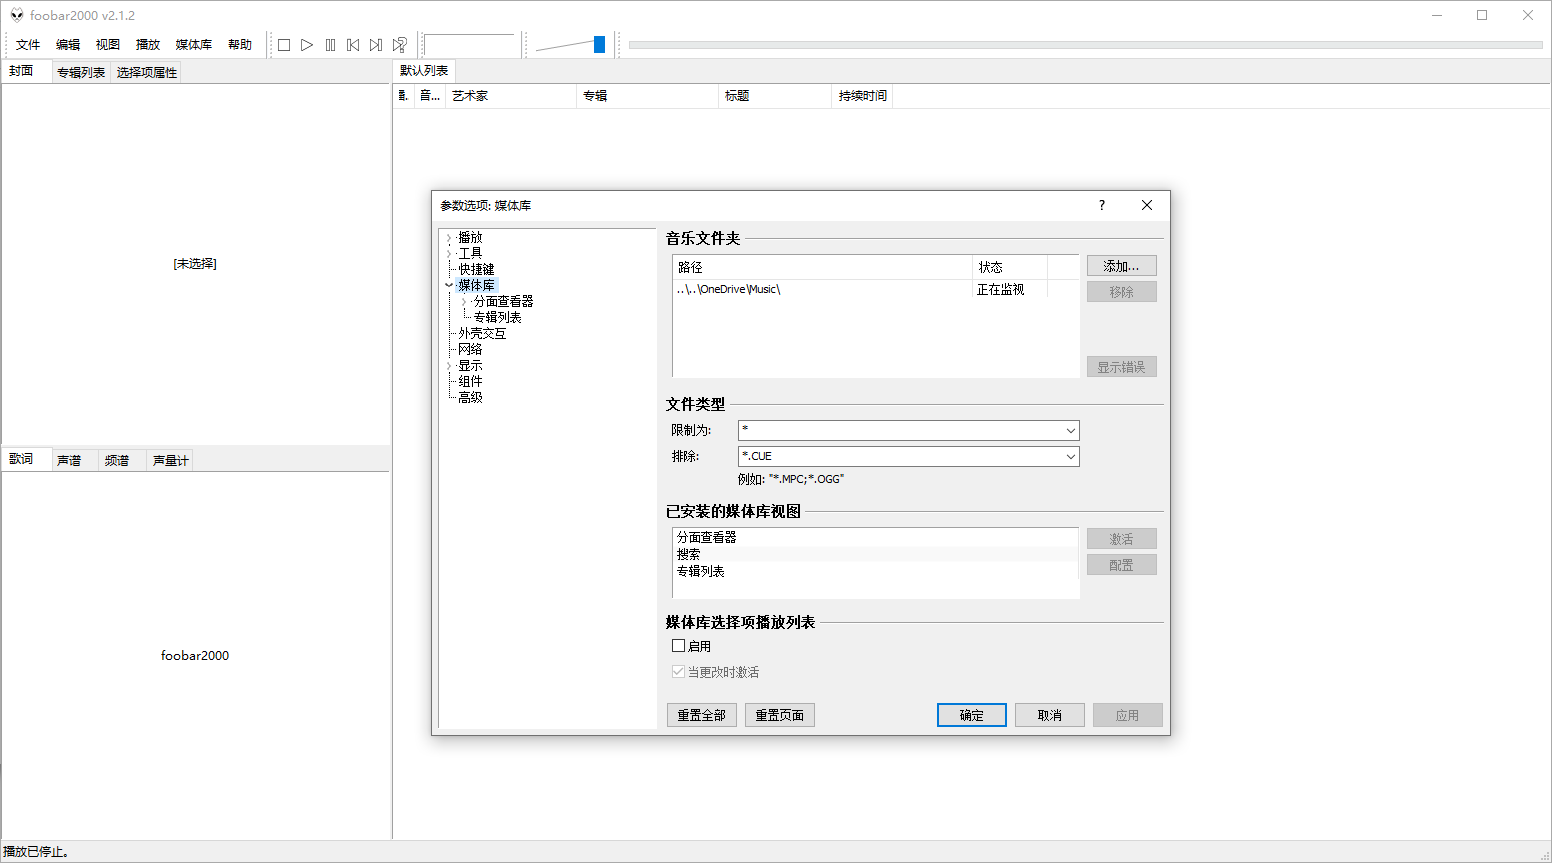 foobar2000 v2.1.2
文件 编辑 视图 播放 媒体库 帮助
封面 专辑列表 选择项属性
默认列表
音... 艺术家 专辑 标题 持续时间
[未选择]
参数选项: 媒体库
?
播放
工具
快捷键
媒体库
分面查看器
专辑列表
外壳交互
网络
显示
组件
高级
音乐文件夹
路径 状态
..\..\OneDrive\Music\ 正在监视
添加...
移除
显示错误
文件类型
限制为: *
排除: *.CUE
例如: "*.MPC;*.OGG"
已安装的媒体库视图
分面查看器
搜索
专辑列表
激活
配置
媒体库选择项播放列表
启用
当更改时激活
重置全部 重置页面 确定 取消 应用
歌词 声谱 频谱 声量计
foobar2000
播放已停止。